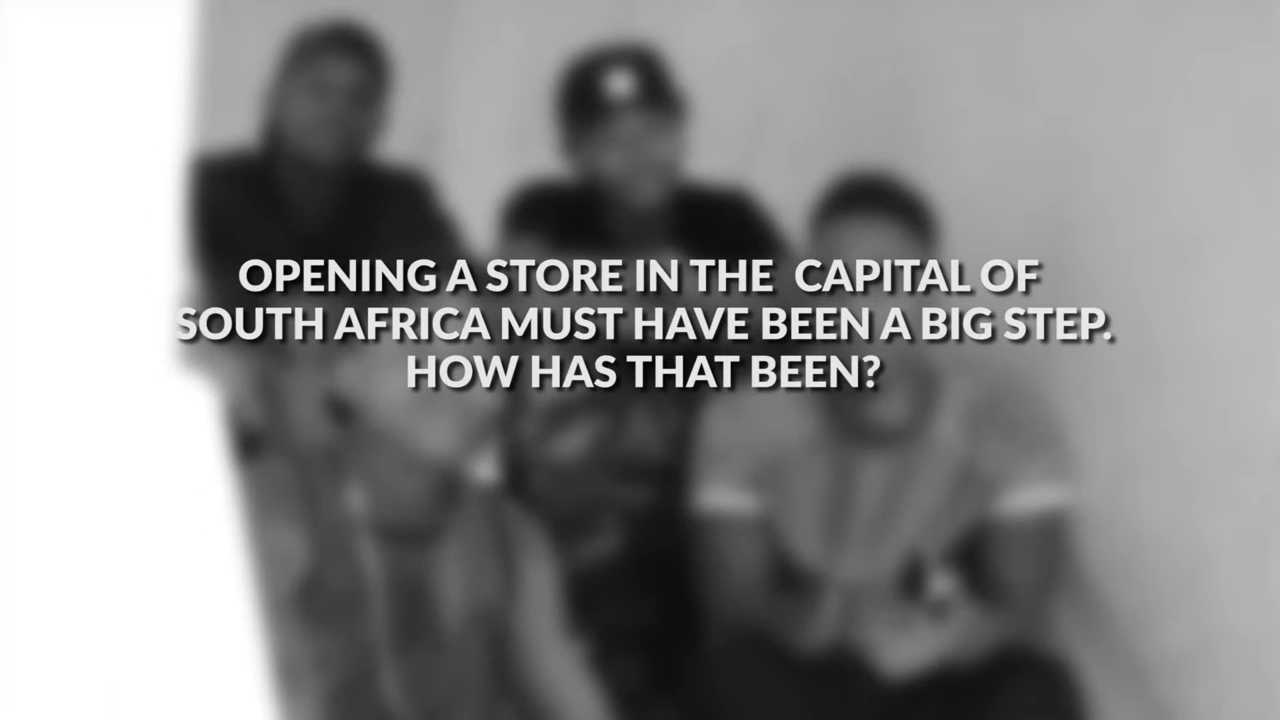 OPENING A STORE IN THE CAPITAL OF
SOUTH AFRICA MUST HAVE BEEN A BIG STEP.
HOW HAS THAT BEEN?